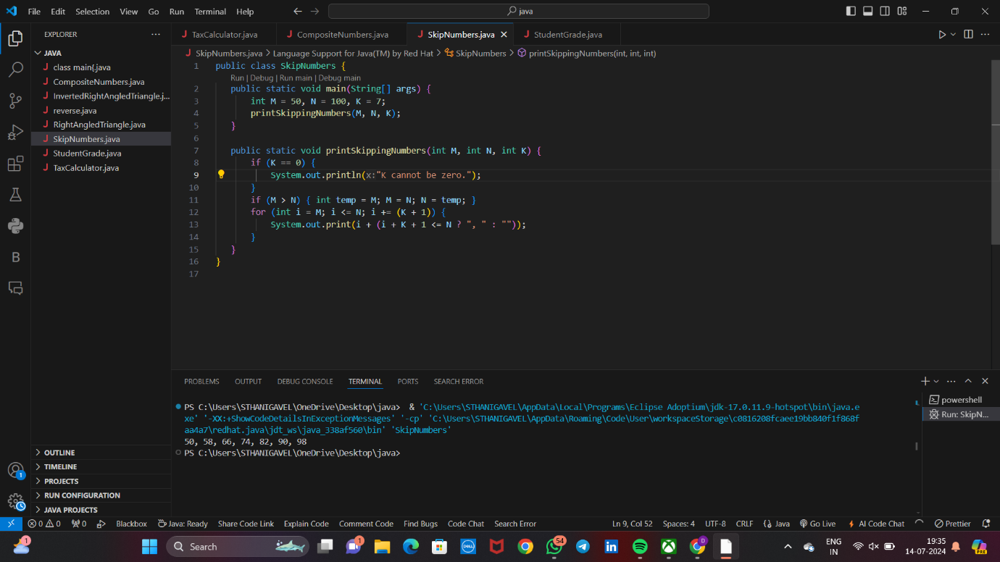 File Edit Selection View Go Run Terminal Help
java
EXPLORER
JAVA
class main{.java
CompositeNumbers.java
InvertedRightAngledTriangle.j...
reverse.java
RightAngledTriangle.java
SkipNumbers.java
StudentGrade.java
TaxCalculator.java
OUTLINE
TIMELINE
PROJECTS
RUN CONFIGURATION
JAVA PROJECTS
TaxCalculator.java CompositeNumbers.java SkipNumbers.java StudentGrade.java
SkipNumbers.java > Language Support for Java(TM) by Red Hat > SkipNumbers > printSkippingNumbers(int, int, int)
1 public class SkipNumbers {
Run | Debug | Run main | Debug main
2 public static void main(String[] args) {
3 int M = 50, N = 100, K = 7;
4 printSkippingNumbers(M, N, K);
5 }
6
7 public static void printSkippingNumbers(int M, int N, int K) {
8 if (K == 0) {
9 System.out.println(x:"K cannot be zero.");
10 }
11 if (M > N) { int temp = M; M = N; N = temp; }
12 for (int i = M; i <= N; i += (K + 1)) {
13 System.out.print(i + (i + K + 1 <= N ? ", " : ""));
14 }
15 }
16 }
17
PROBLEMS OUTPUT DEBUG CONSOLE TERMINAL PORTS SEARCH ERROR
PS C:\Users\STHANIGAVEL\OneDrive\Desktop\java> & 'C:\Users\STHANIGAVEL\AppData\Local\Programs\Eclipse Adoptium\jdk-17.0.11.9-hotspot\bin\java.e
xe' '-XX:+ShowCodeDetailsInExceptionMessages' '-cp' 'C:\Users\STHANIGAVEL\AppData\Roaming\Code\User\workspaceStorage\c0816208fcaee19bb840f1f868f
aa4a7\redhat.java\jdt_ws\java_338af560\bin' 'SkipNumbers'
50, 58, 66, 74, 82, 90, 98
PS C:\Users\STHANIGAVEL\OneDrive\Desktop\java>
powershell
Run: SkipN...
1
0 0 0 Blackbox Java: Ready Share Code Link Explain Code Comment Code Find Bugs Code Chat Search Error Ln 9, Col 52 Spaces: 4 UTF-8 CRLF {} Java Go Live AI Code Chat Prettier
1 Search 1 DELL 54 in D ENG 19:35
IN 14-07-2024 PRE